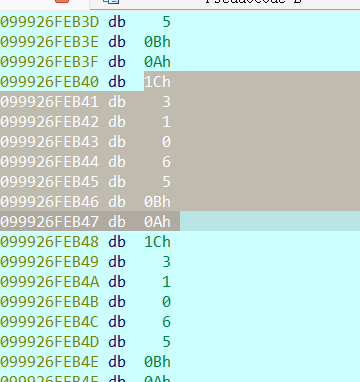 099926FEB3D db 5
099926FEB3E db 0Bh
099926FEB3F db 0Ah
099926FEB40 db 1Ch
099926FEB41 db 3
099926FEB42 db 1
099926FEB43 db 0
099926FEB44 db 6
099926FEB45 db 5
099926FEB46 db 0Bh
099926FEB47 db 0Ah
099926FEB48 db 1Ch
099926FEB49 db 3
099926FEB4A db 1
099926FEB4B db 0
099926FEB4C db 6
099926FEB4D db 5
099926FEB4E db 0Bh
099926FEB4F db 0Ah